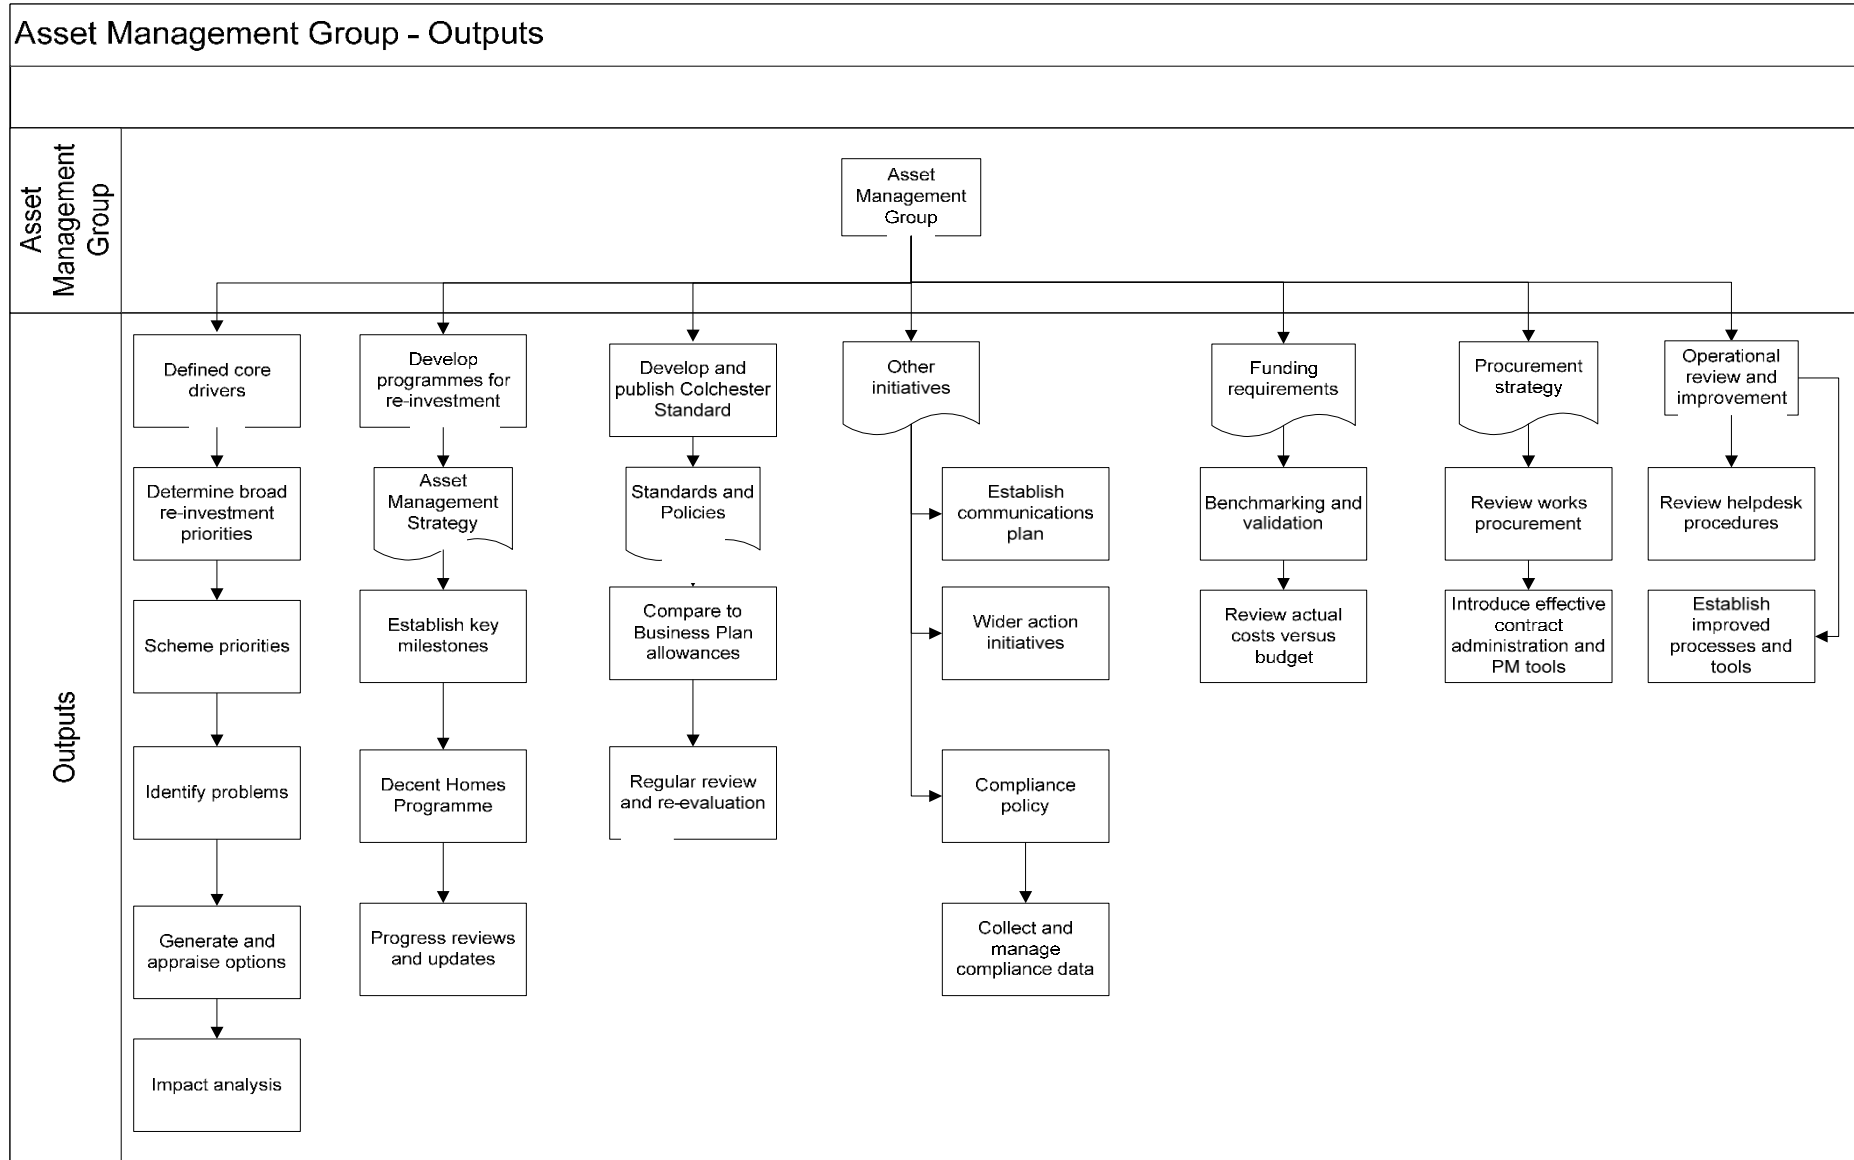 Asset Management Group - Outputs
Asset
Management
Group
Asset
Management
Group
Outputs
Defined core
drivers
Determine broad
re-investment
priorities
Scheme priorities
Identify problems
Generate and
appraise options
Impact analysis
Develop
programmes for
re-investment
Asset
Management
Strategy
Establish key
milestones
Decent Homes
Programme
Progress reviews
and updates
Develop and
publish Colchester
Standard
Standards and
Policies
Compare to
Business Plan
allowances
Regular review
and re-evaluation
Other
initiatives
Establish
communications
plan
Wider action
initiatives
Compliance
policy
Collect and
manage
compliance data
Funding
requirements
Benchmarking and
validation
Review actual
costs versus
budget
Procurement
strategy
Review works
procurement
Introduce effective
contract
administration and
PM tools
Operational
review and
improvement
Review helpdesk
procedures
Establish
improved
processes and
tools